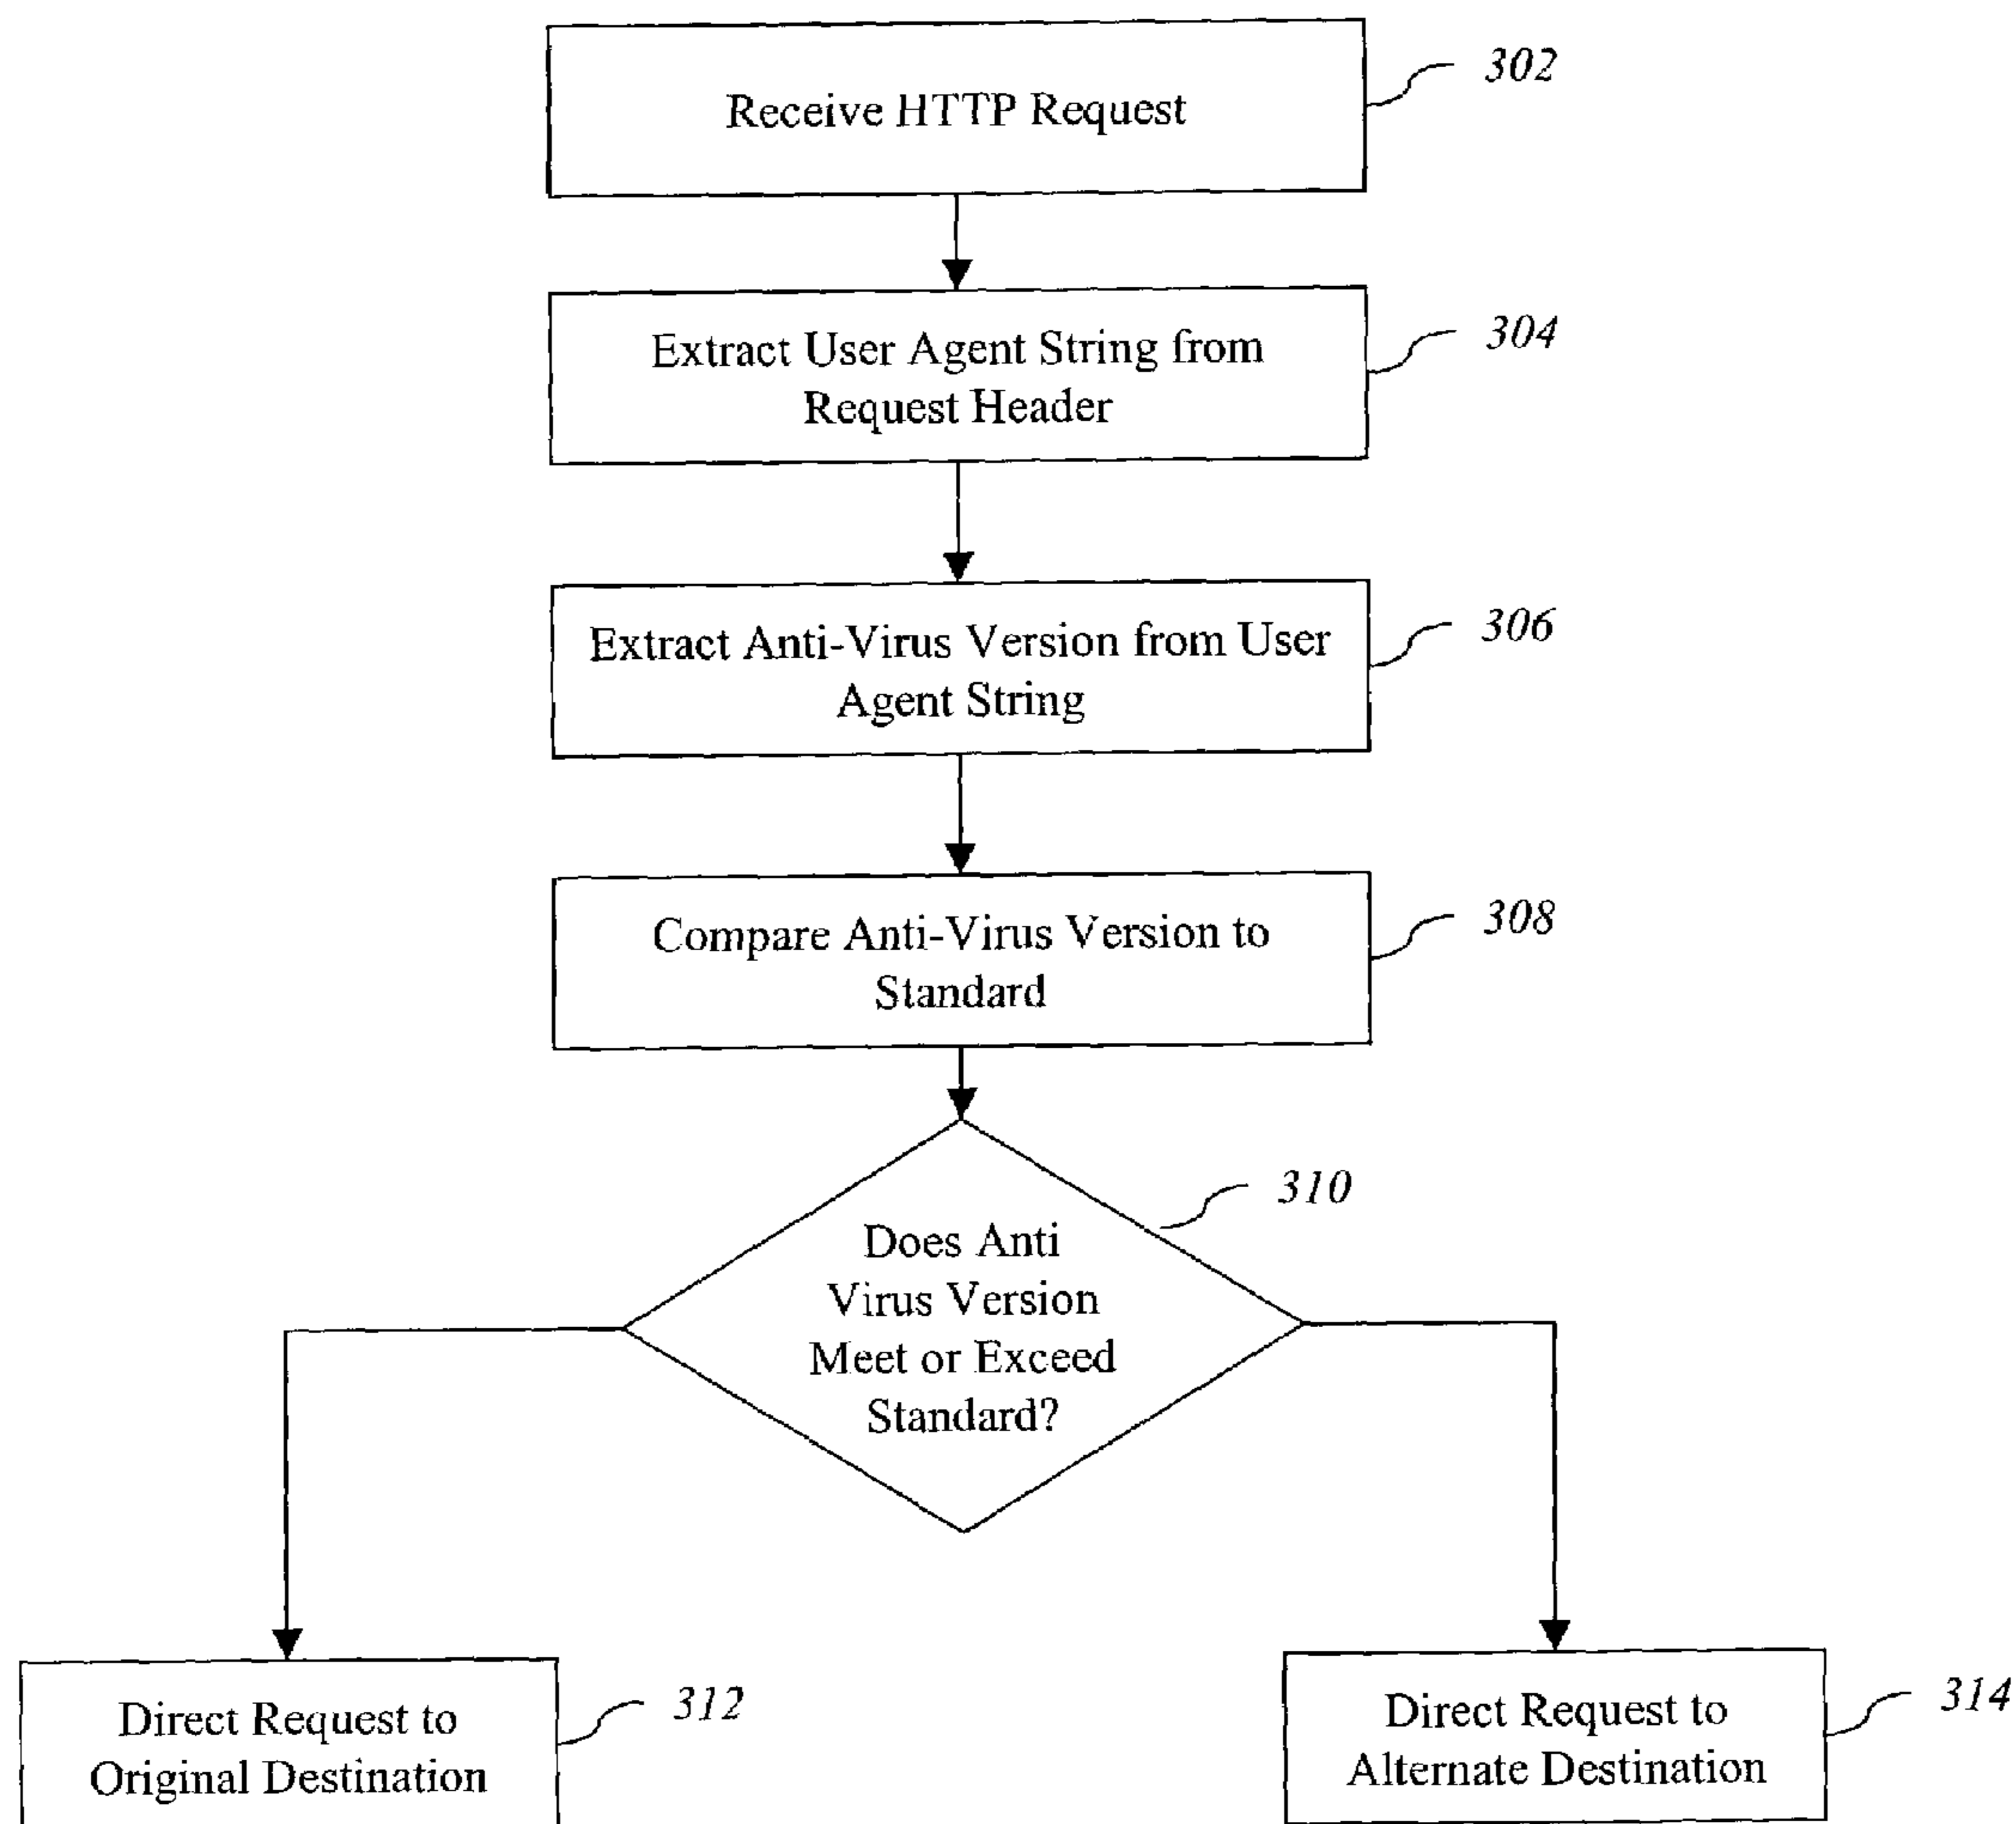 Receive HTTP Request
302
Extract User Agent String from
Request Header
304
Extract Anti-Virus Version from User
Agent String
306
Compare Anti-Virus Version to
Standard
308
Does Anti
Virus Version
Meet or Exceed
Standard?
310
Direct Request to
Original Destination
312
Direct Request to
Alternate Destination
314